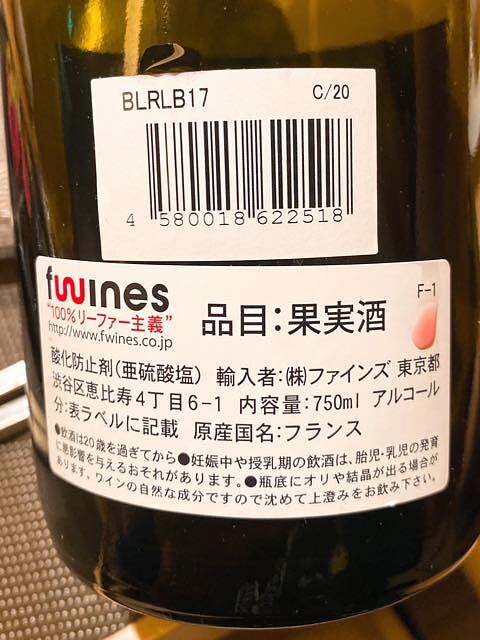 BLRLB17 C/20
4 580018 622518
fwines
"100%リーファー主義"
http://www.fwines.co.jp
品目:果実酒
F-1
酸化防止剤(亜硫酸塩) 輸入者:㈱ファインズ 東京都
渋谷区恵比寿4丁目6-1 内容量:750ml アルコール
分:表ラベルに記載 原産国名:フランス
●飲酒は20歳を過ぎてから●妊娠中や授乳期の飲酒は、胎児・乳児の発育
に悪影響を与えるおそれがあります。●瓶底にオリや結晶が出る場合が
あります。ワインの自然な成分ですので沈めて上澄みをお飲み下さい。